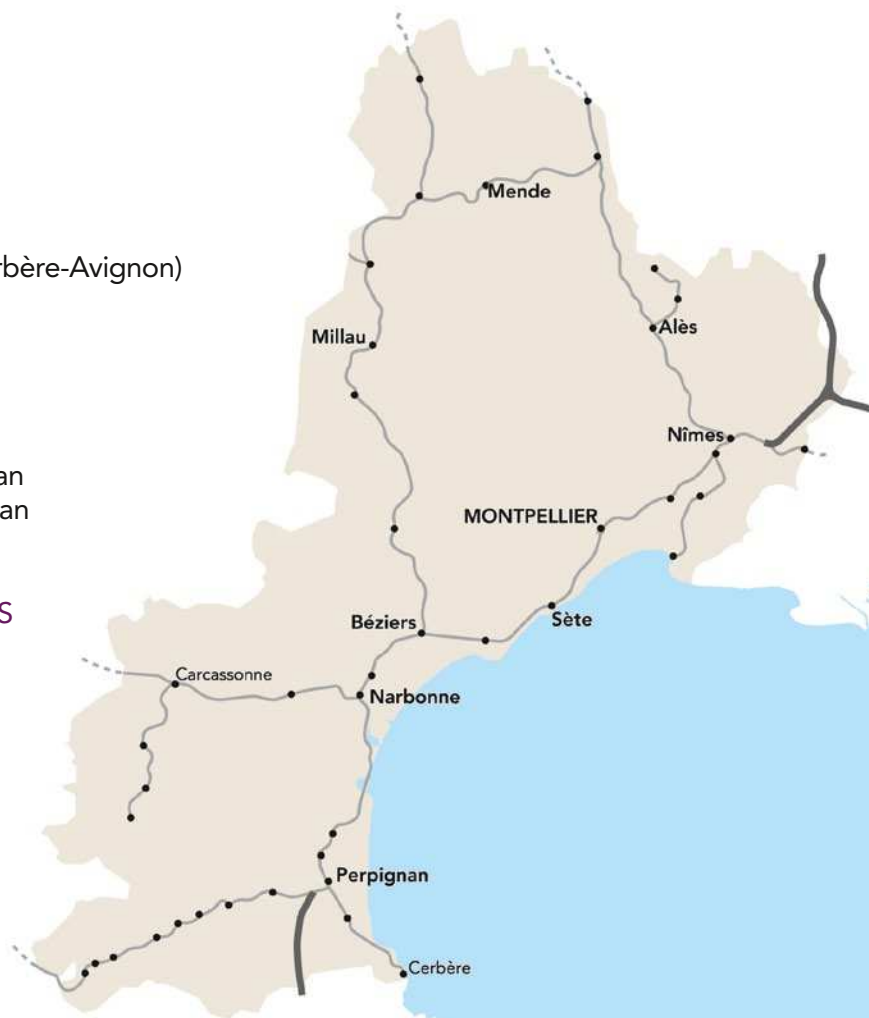 Mende
rbère-Avignon)
Millau
Alès
Nîmes
an
MONTPELLIER
an
S
Béziers
Sète
Carcassonne
Narbonne
Perpignan
Cerbère